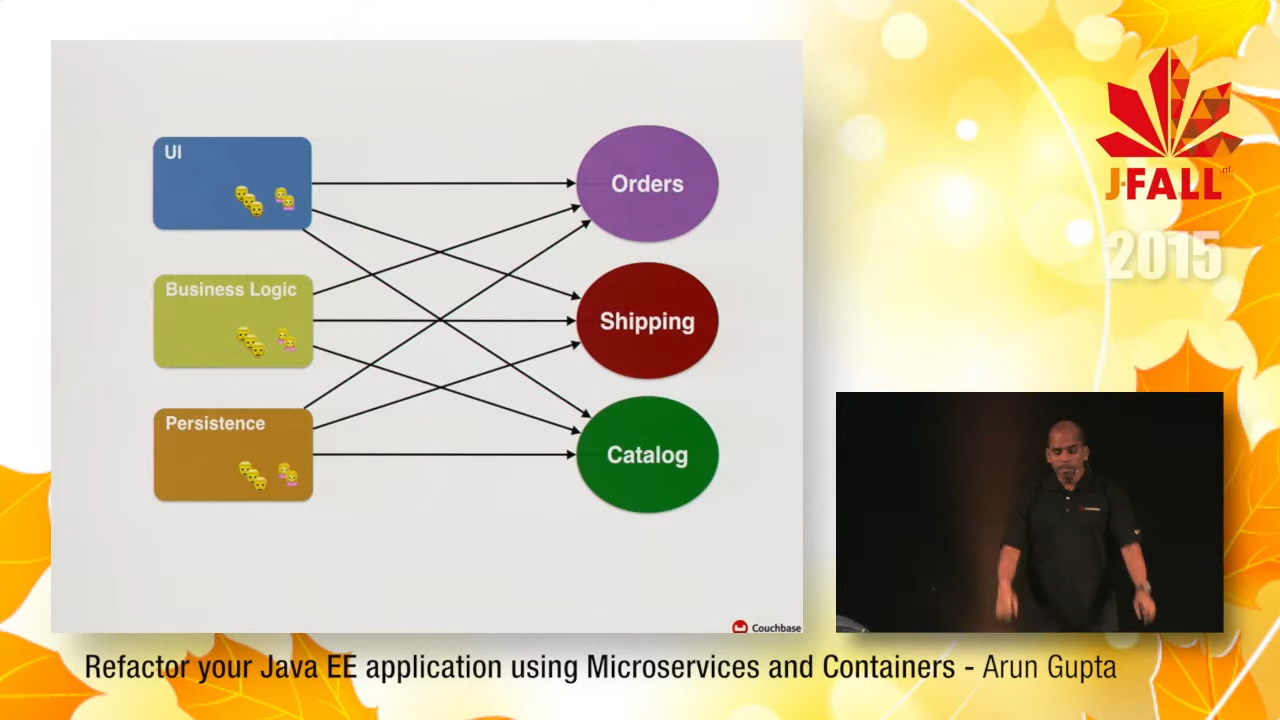 UI
Business Logic
Persistence
Orders
Shipping
Catalog
Couchbase
J-FALL.nl
2015
Refactor your Java EE application using Microservices and Containers - Arun Gupta